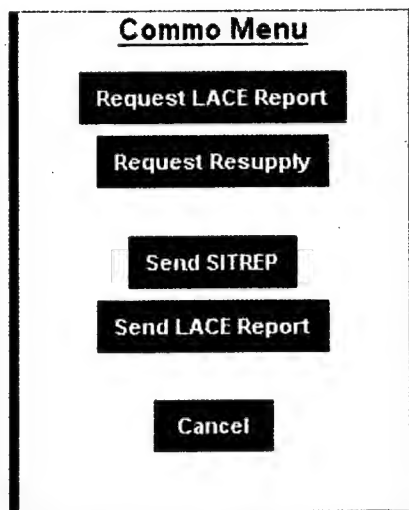 Commo Menu
Request LACE Report
Request Resupply
Send SITREP
Send LACE Report
Cancel